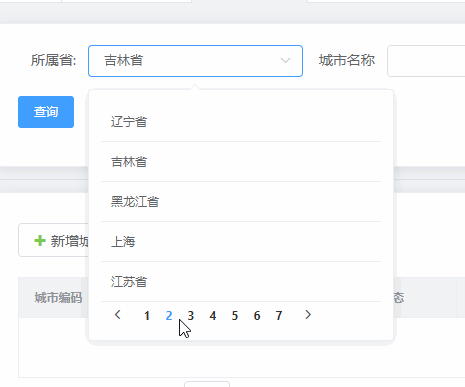 所属省: 吉林省 城市名称
查询
辽宁省
吉林省
黑龙江省
上海
新增城
江苏省
城市编码 态
1 2 3 4 5 6 7